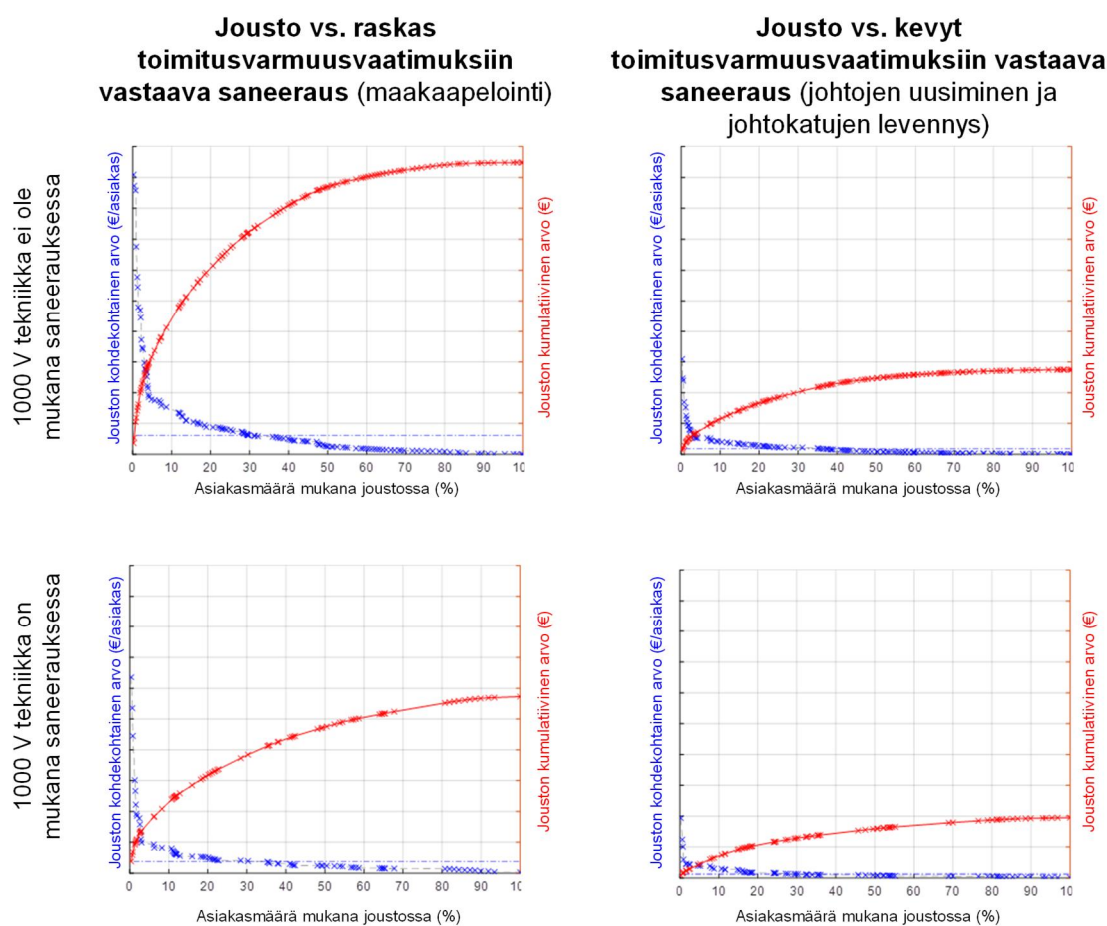 Jousto vs. raskas
toimitusvarmuusvaatimuksiin
vastaava saneeraus (maakaapelointi)
Jousto vs. kevyt
toimitusvarmuusvaatimuksiin vastaava
saneeraus (johtojen uusiminen ja
johtokatujen levennys)
1000 V tekniikka ei ole
mukana saneerauksessa
Jouston kohdekohtainen arvo (€/asiakas)
Jouston kumulatiivinen arvo (€)
0 10 20 30 40 50 60 70 80 90 10
Asiakasmäärä mukana joustossa (%)
Jouston kohdekohtainen arvo (€/asiakas)
Jouston kumulatiivinen arvo (€)
0 10 20 30 40 50 60 70 80 90 10
Asiakasmäärä mukana joustossa (%)
1000 V tekniikka on
mukana saneerauksessa
Jouston kohdekohtainen arvo (€/asiakas)
Jouston kumulatiivinen arvo (€)
0 10 20 30 40 50 60 70 80 90 10
Asiakasmäärä mukana joustossa (%)
Jouston kohdekohtainen arvo (€/asiakas)
Jouston kumulatiivinen arvo (€)
0 10 20 30 40 50 60 70 80 90 10
Asiakasmäärä mukana joustossa (%)